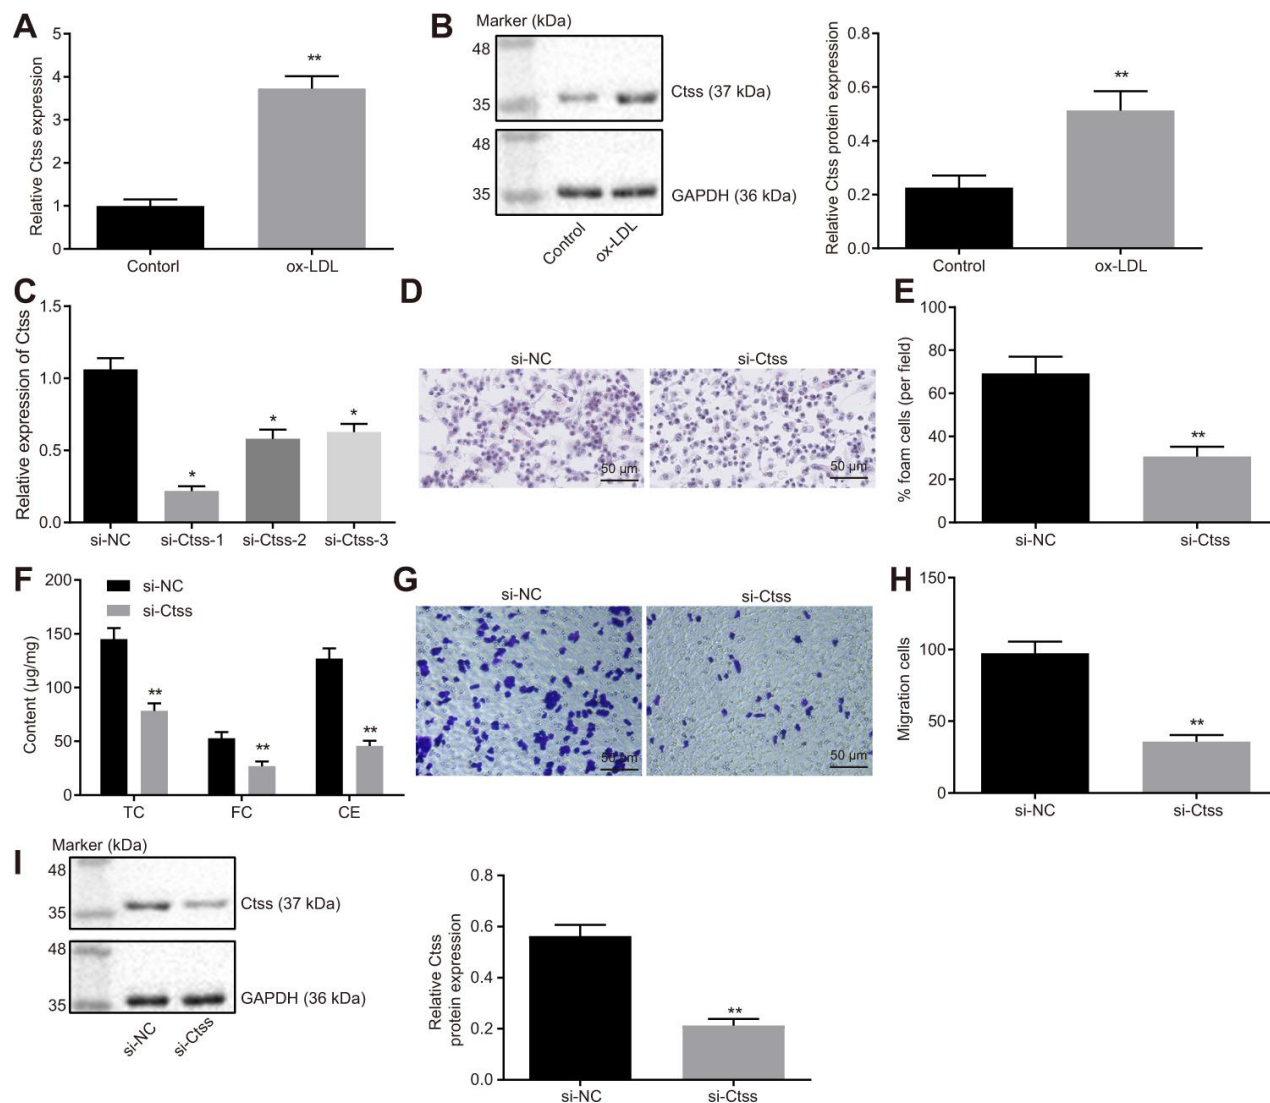 A
Relative Ctss expression
5
4
3
2
1
0
**
Contorl
ox-LDL
B
Marker (kDa)
48
35
Ctss (37 kDa)
48
35
GAPDH (36 kDa)
Control
ox-LDL
Relative Ctss protein expression
0.8
0.6
0.4
0.2
0.0
**
Control
ox-LDL
C
Relative expression of Ctss
1.5
1.0
0.5
0.0
*
*
*
si-NC
si-Ctss-1
si-Ctss-2
si-Ctss-3
D
si-NC
si-Ctss
50 µm
50 µm
E
% foam cells (per field)
100
80
60
40
20
0
**
si-NC
si-Ctss
F
Content (µg/mg)
200
150
100
50
0
si-NC
si-Ctss
**
**
**
TC
FC
CE
G
si-NC
si-Ctss
50 µm
50 µm
H
Migration cells
150
100
50
0
**
si-NC
si-Ctss
I
Marker (kDa)
48
35
Ctss (37 kDa)
48
35
GAPDH (36 kDa)
si-NC
si-Ctss
Relative Ctss
protein expression
0.8
0.6
0.4
0.2
0.0
**
si-NC
si-Ctss